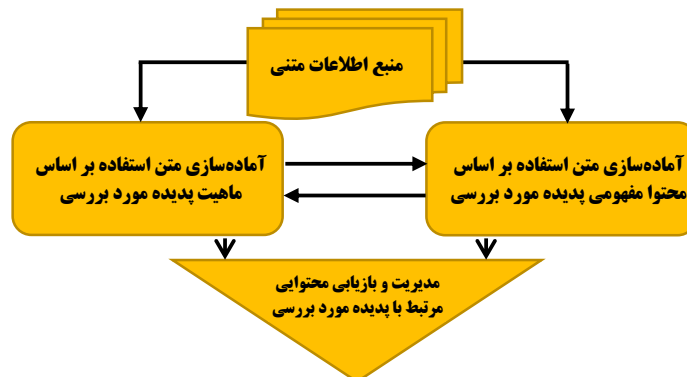 منبع اطلاعات متنی
آماده‌سازی متن استفاده بر اساس
محتوا مفهومی پدیده مورد بررسی
آماده‌سازی متن استفاده بر اساس
ماهیت پدیده مورد بررسی
مدیریت و بازیابی محتوایی
مرتبط با پدیده مورد بررسی